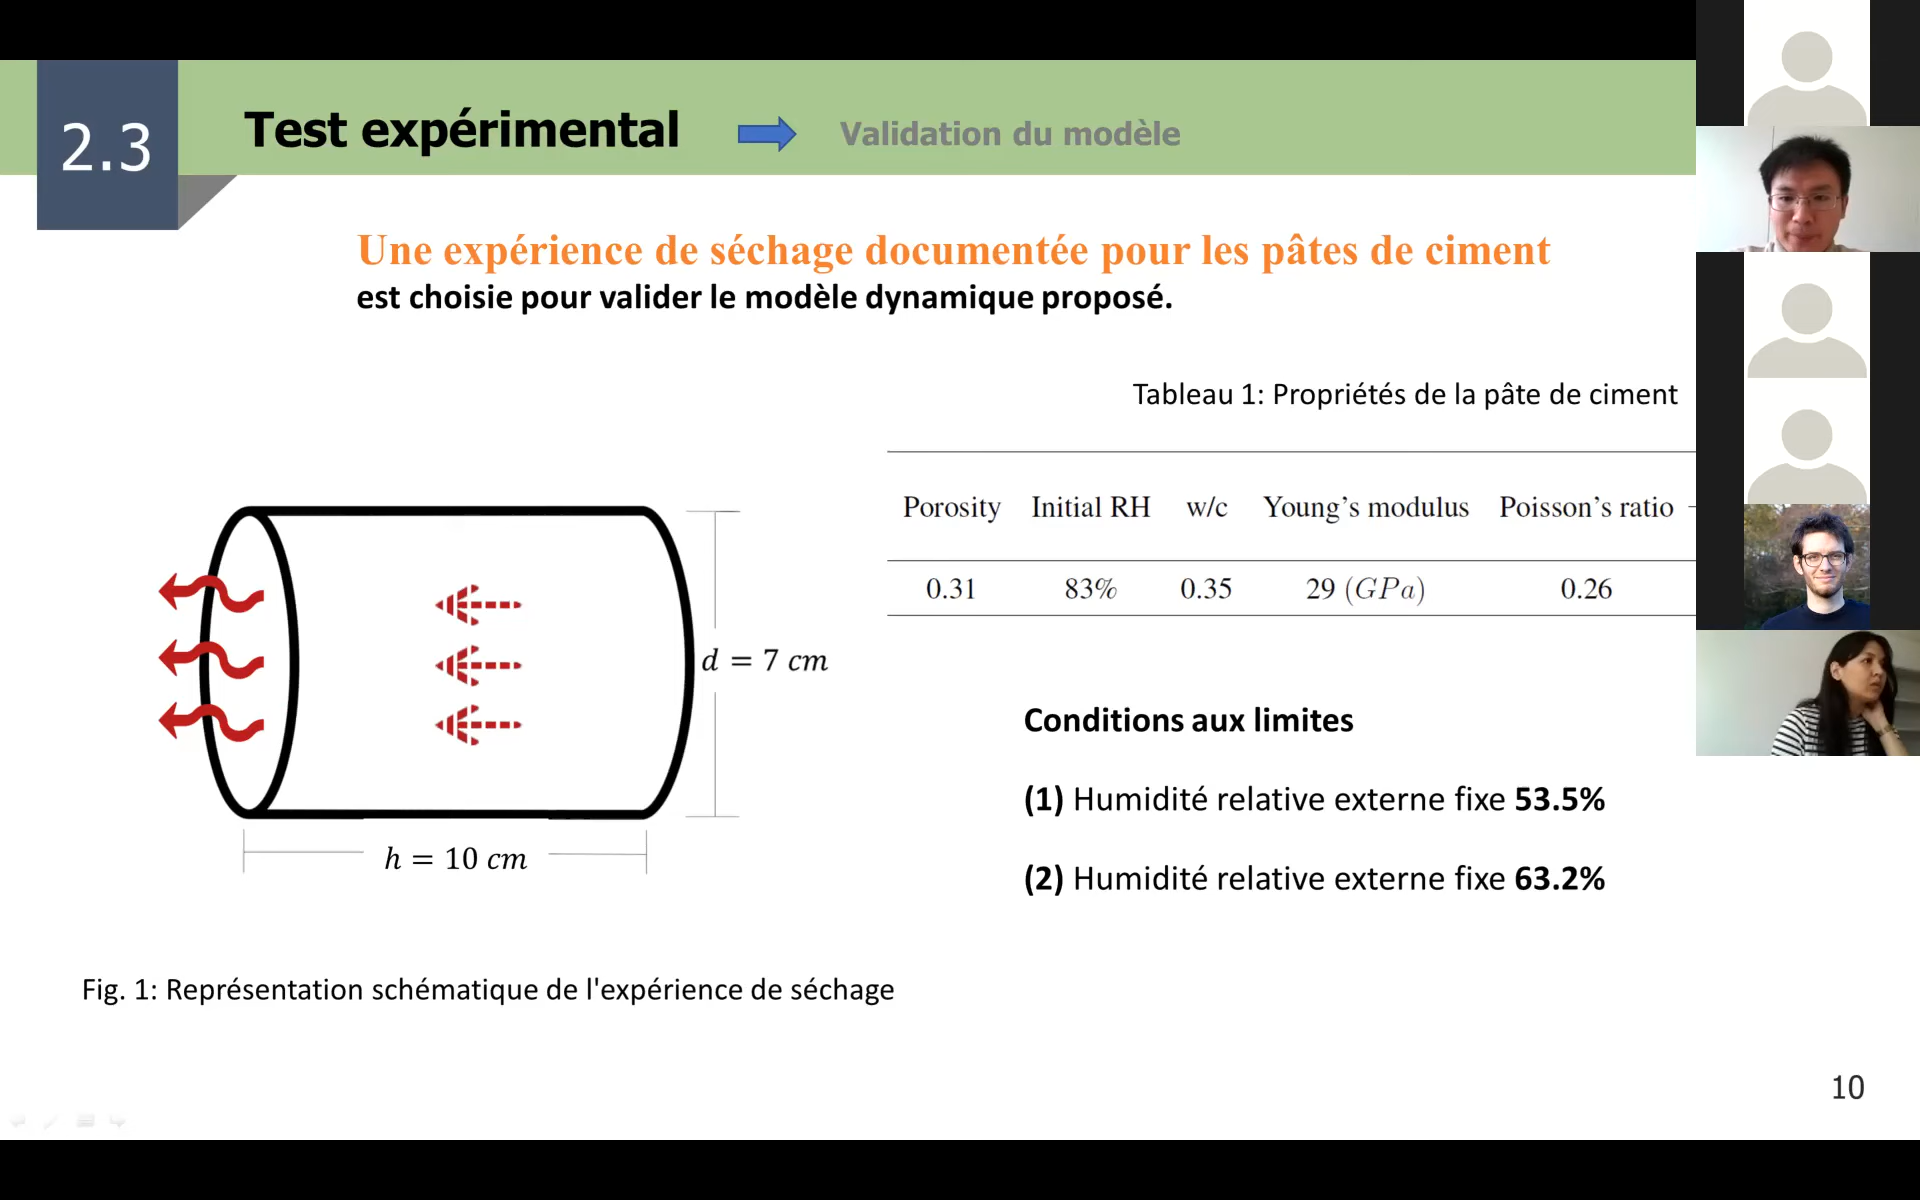 2.3
Test expérimental
Validation du modèle
Une expérience de séchage documentée pour les pâtes de ciment
est choisie pour valider le modèle dynamique proposé.
Tableau 1: Propriétés de la pâte de ciment
Porosity Initial RH w/c Young's modulus Poisson's ratio
0.31 83% 0.35 29 (GPa) 0.26
d = 7 cm
h = 10 cm
Conditions aux limites
(1) Humidité relative externe fixe 53.5%
(2) Humidité relative externe fixe 63.2%
Fig. 1: Représentation schématique de l'expérience de séchage
10